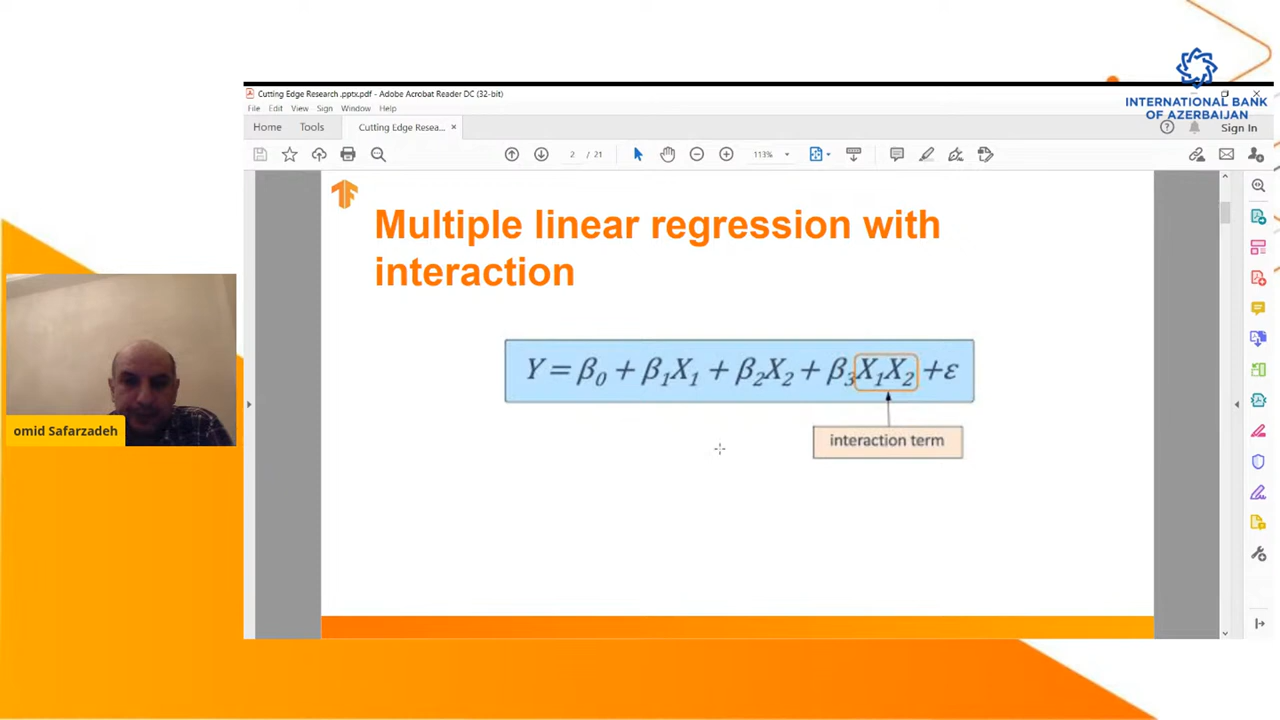 INTERNATIONAL BANK
OF AZERBAIJAN
Cutting Edge Research .pptx.pdf - Adobe Acrobat Reader DC (32-bit)
File Edit View Sign Window Help
Home Tools Cutting Edge Resea... ×
Sign In
2 / 21
113%
Multiple linear regression with
interaction
Y = β₀ + β₁X₁ + β₂X₂ + β₃X₁X₂ + ε
interaction term
omid Safarzadeh